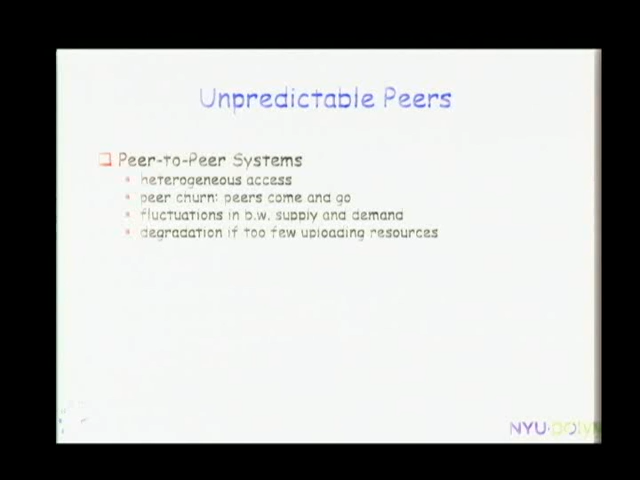 Unpredictable Peers
Peer-to-Peer Systems
heterogeneous access
peer churn: peers come and go
fluctuations in b.w. supply and demand
degradation if too few uploading resources
NYU·poly